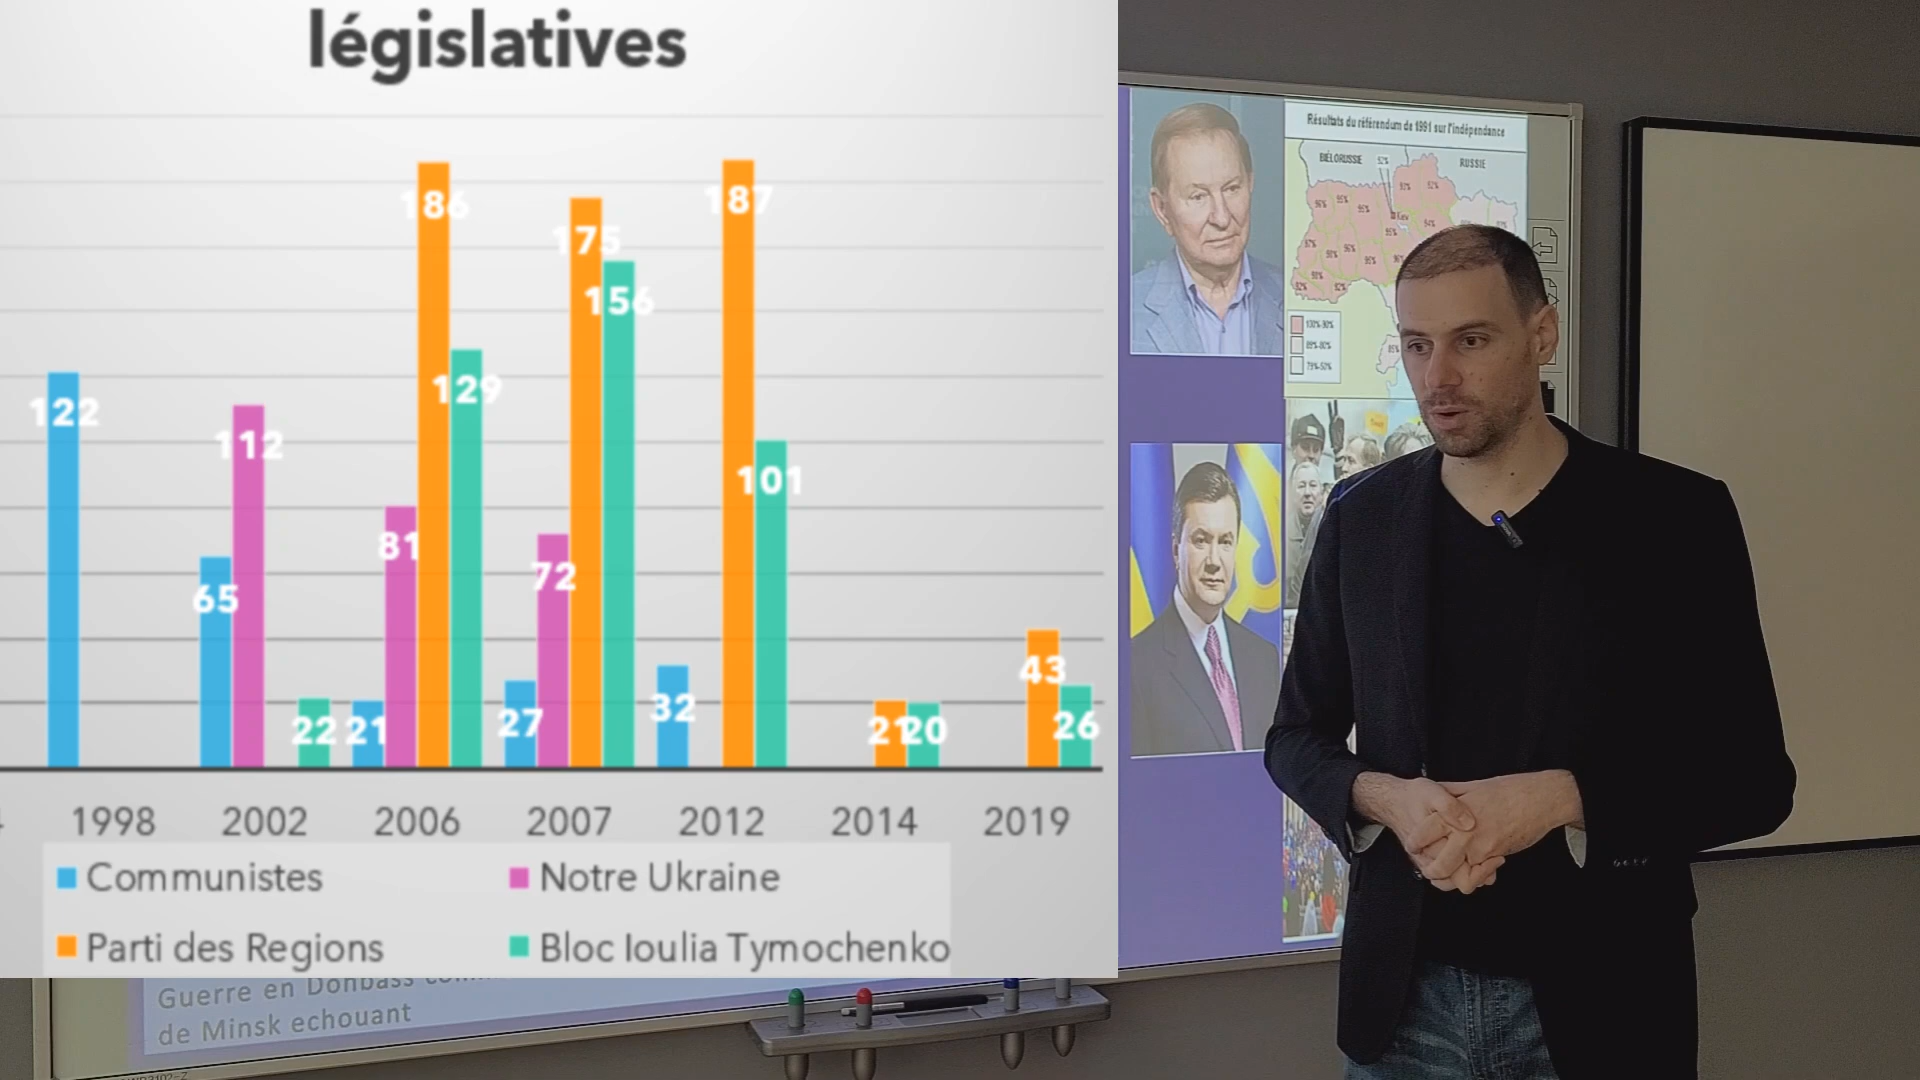 législatives
186
187
175
156
129
122
112
101
81
72
65
43
32
27
26
22
21
21
20
1998 2002 2006 2007 2012 2014 2019
Communistes
Notre Ukraine
Parti des Regions
Bloc Ioulia Tymochenko
Guerre en Donbass
de Minsk echouant
Résultats du référendum de 1991 sur l'indépendance
BIÉLORUSSIE
RUSSIE